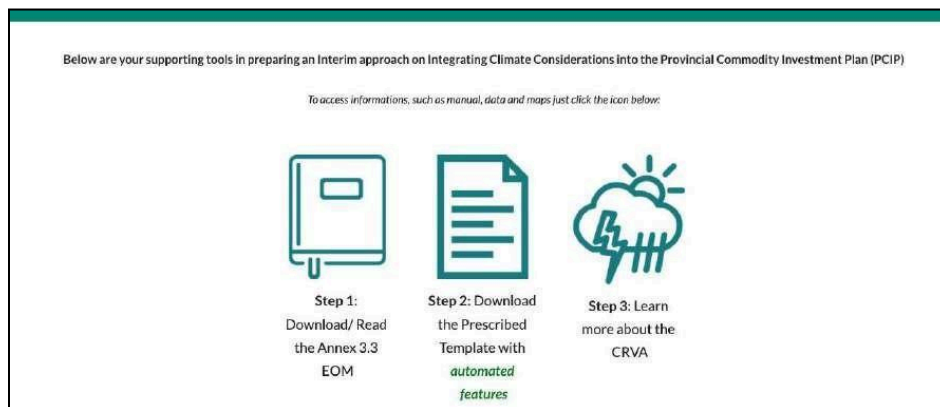 Below are your supporting tools in preparing an Interim approach on Integrating Climate Considerations into the Provincial Commodity Investment Plan (PCIP)
To access informations, such as manual, data and maps just click the icon below:
Step 1:
Download/ Read
the Annex 3.3
EOM
Step 2: Download
the Prescribed
Template with
automated
features
Step 3: Learn
more about the
CRVA